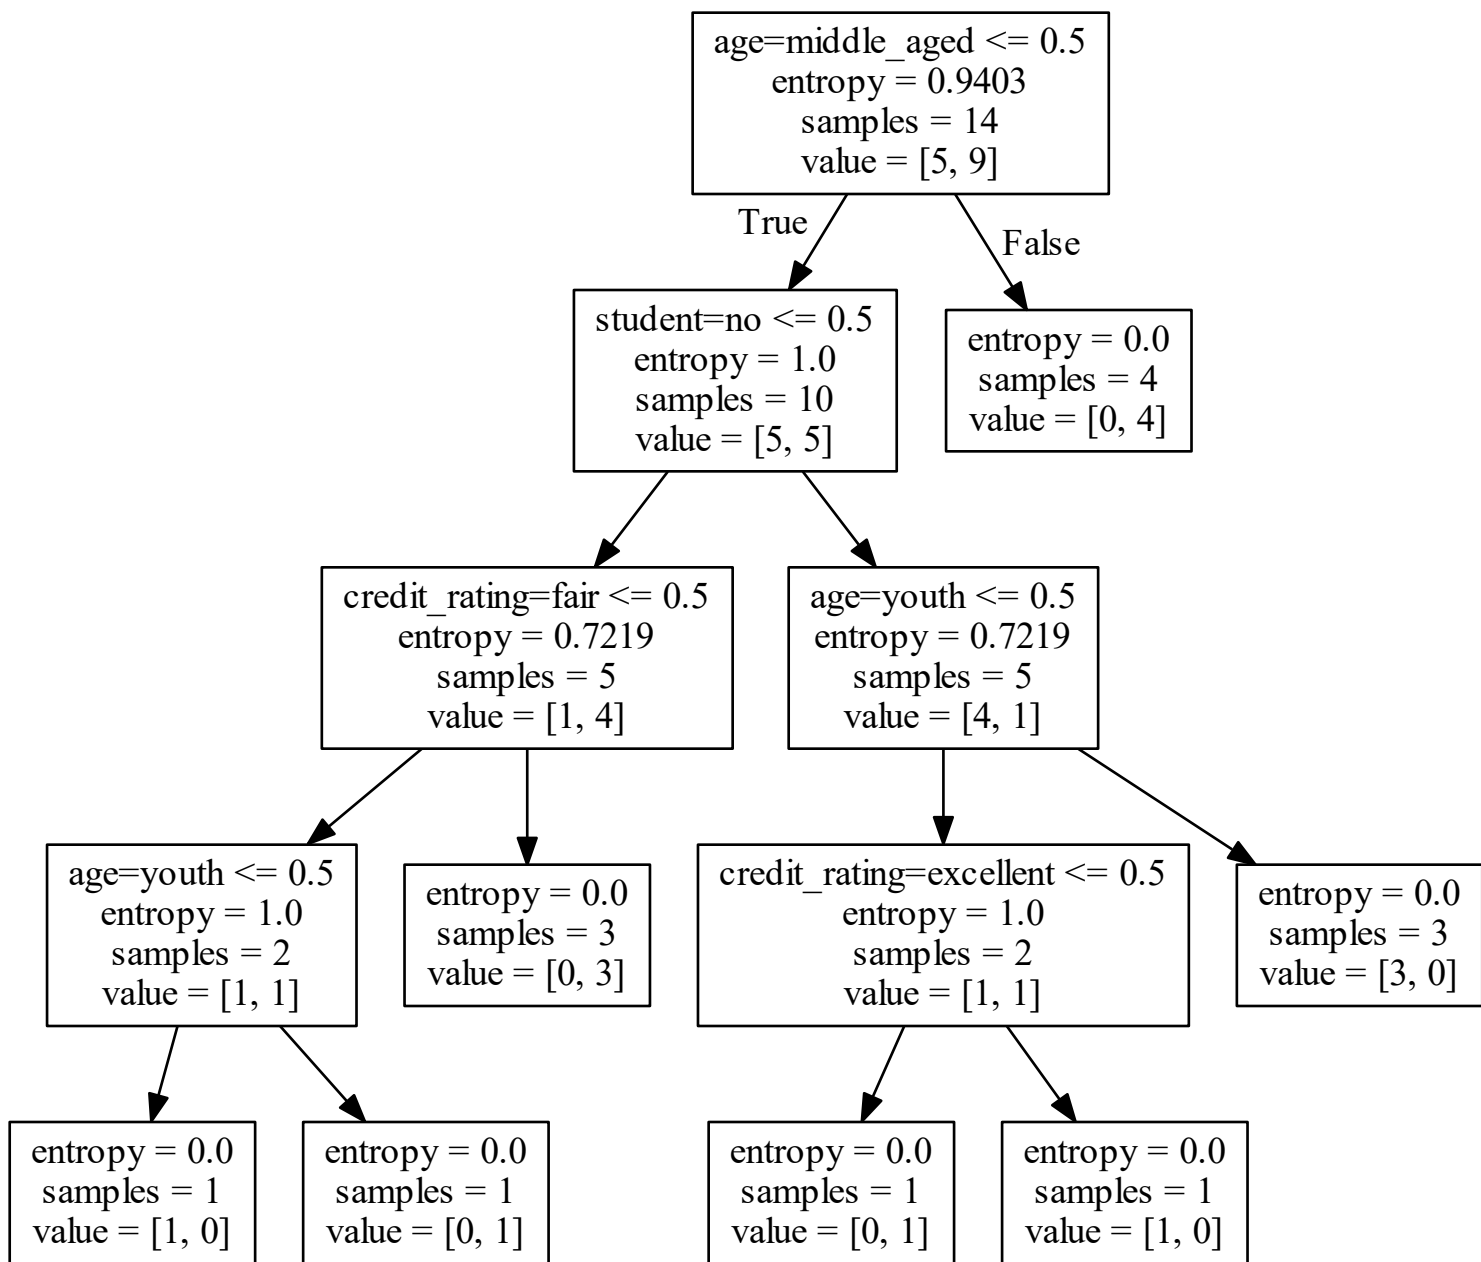 age=middle_aged <= 0.5
entropy = 0.9403
samples = 14
value = [5, 9]
True
False
student=no <= 0.5
entropy = 1.0
samples = 10
value = [5, 5]
entropy = 0.0
samples = 4
value = [0, 4]
credit_rating=fair <= 0.5
entropy = 0.7219
samples = 5
value = [1, 4]
age=youth <= 0.5
entropy = 0.7219
samples = 5
value = [4, 1]
age=youth <= 0.5
entropy = 1.0
samples = 2
value = [1, 1]
entropy = 0.0
samples = 3
value = [0, 3]
credit_rating=excellent <= 0.5
entropy = 1.0
samples = 2
value = [1, 1]
entropy = 0.0
samples = 3
value = [3, 0]
entropy = 0.0
samples = 1
value = [1, 0]
entropy = 0.0
samples = 1
value = [0, 1]
entropy = 0.0
samples = 1
value = [0, 1]
entropy = 0.0
samples = 1
value = [1, 0]